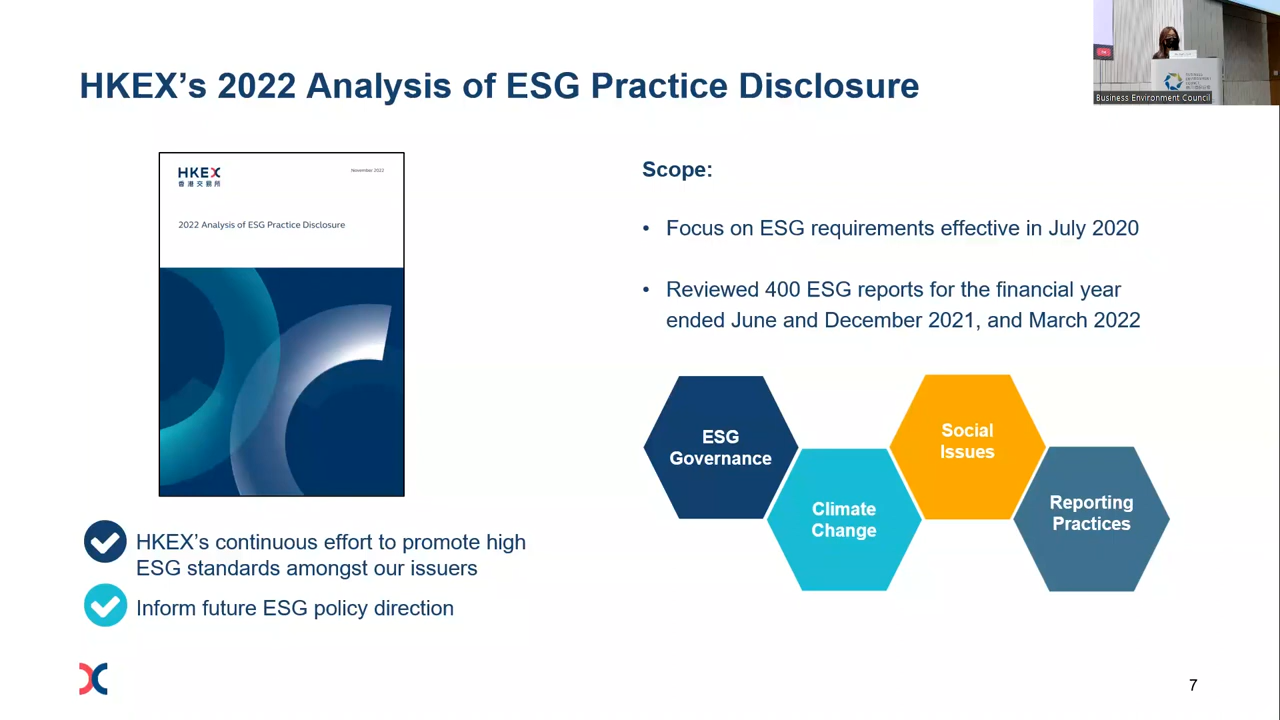 HKEX's 2022 Analysis of ESG Practice Disclosure
Business Environment Council
HKEX
香港交易所
November 2022
2022 Analysis of ESG Practice Disclosure
HKEX's continuous effort to promote high
ESG standards amongst our issuers
Inform future ESG policy direction
Scope:
• Focus on ESG requirements effective in July 2020
• Reviewed 400 ESG reports for the financial year
ended June and December 2021, and March 2022
ESG
Governance
Climate
Change
Social
Issues
Reporting
Practices
7